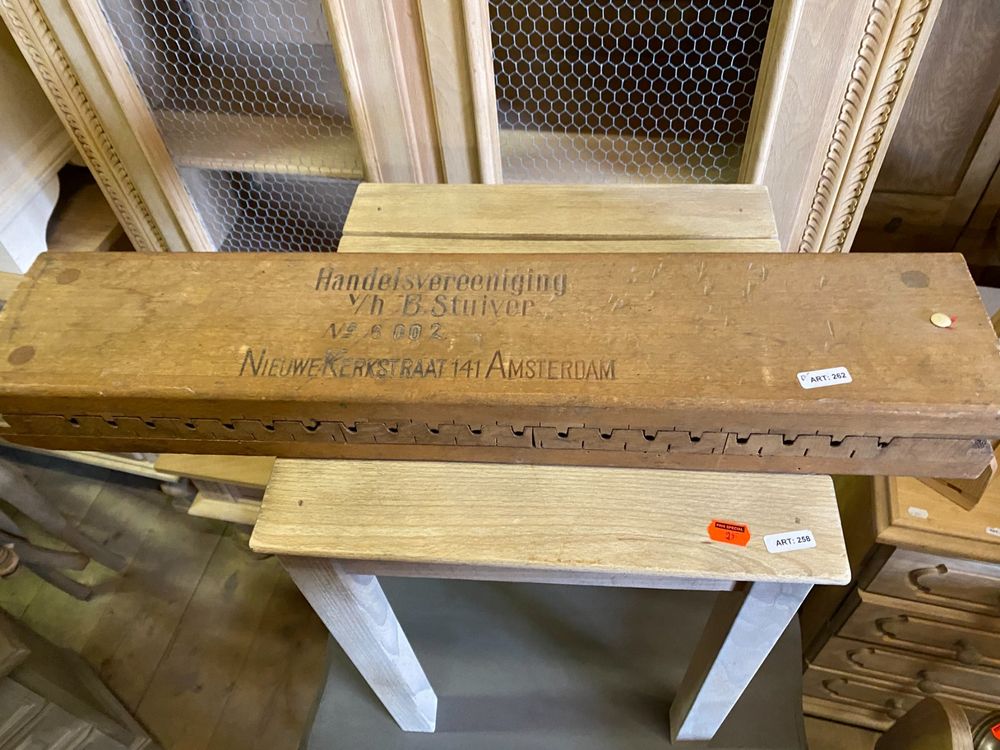 Handelsvereeniging
v/h B. Stuiver
No 6002
NIEUWE KERKSTRAAT 141 AMSTERDAM
ART: 262
ART: 258